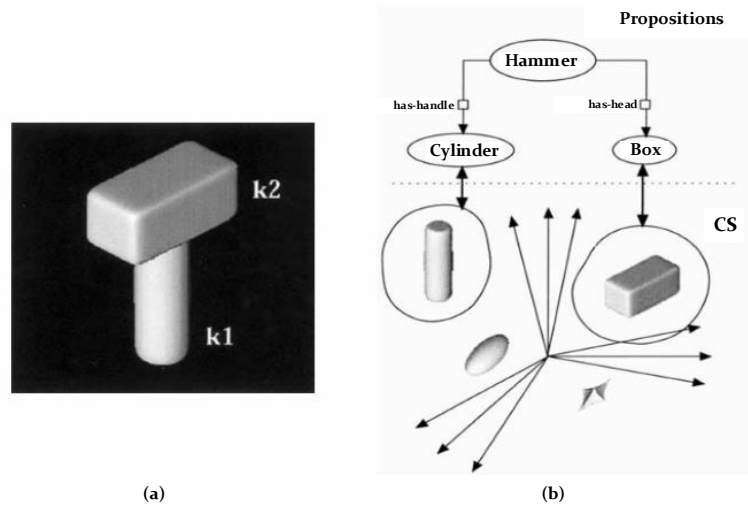 Propositions
Hammer
has-handle
has-head
Cylinder
Box
k2
CS
k1
(a)
(b)